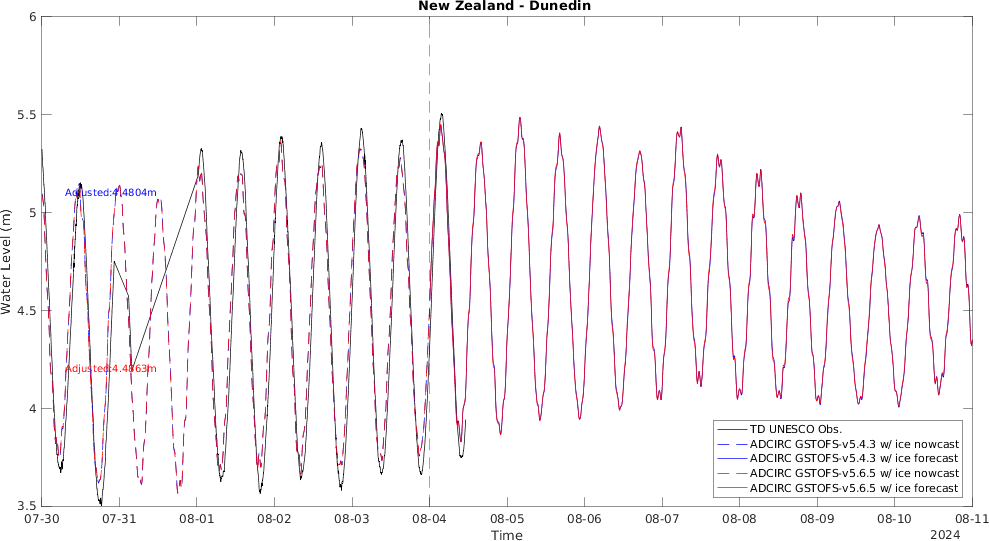 New Zealand - Dunedin
6
5.5
5
4.5
4
3.5
Water Level (m)
Adjusted:4.4804m
Adjusted:4.4863m
TD UNESCO Obs.
ADCIRC GSTOFS-v5.4.3 w/ ice nowcast
ADCIRC GSTOFS-v5.4.3 w/ ice forecast
ADCIRC GSTOFS-v5.6.5 w/ ice nowcast
ADCIRC GSTOFS-v5.6.5 w/ ice forecast
07-30 07-31 08-01 08-02 08-03 08-04 08-05 08-06 08-07 08-08 08-09 08-10 08-11
Time
2024